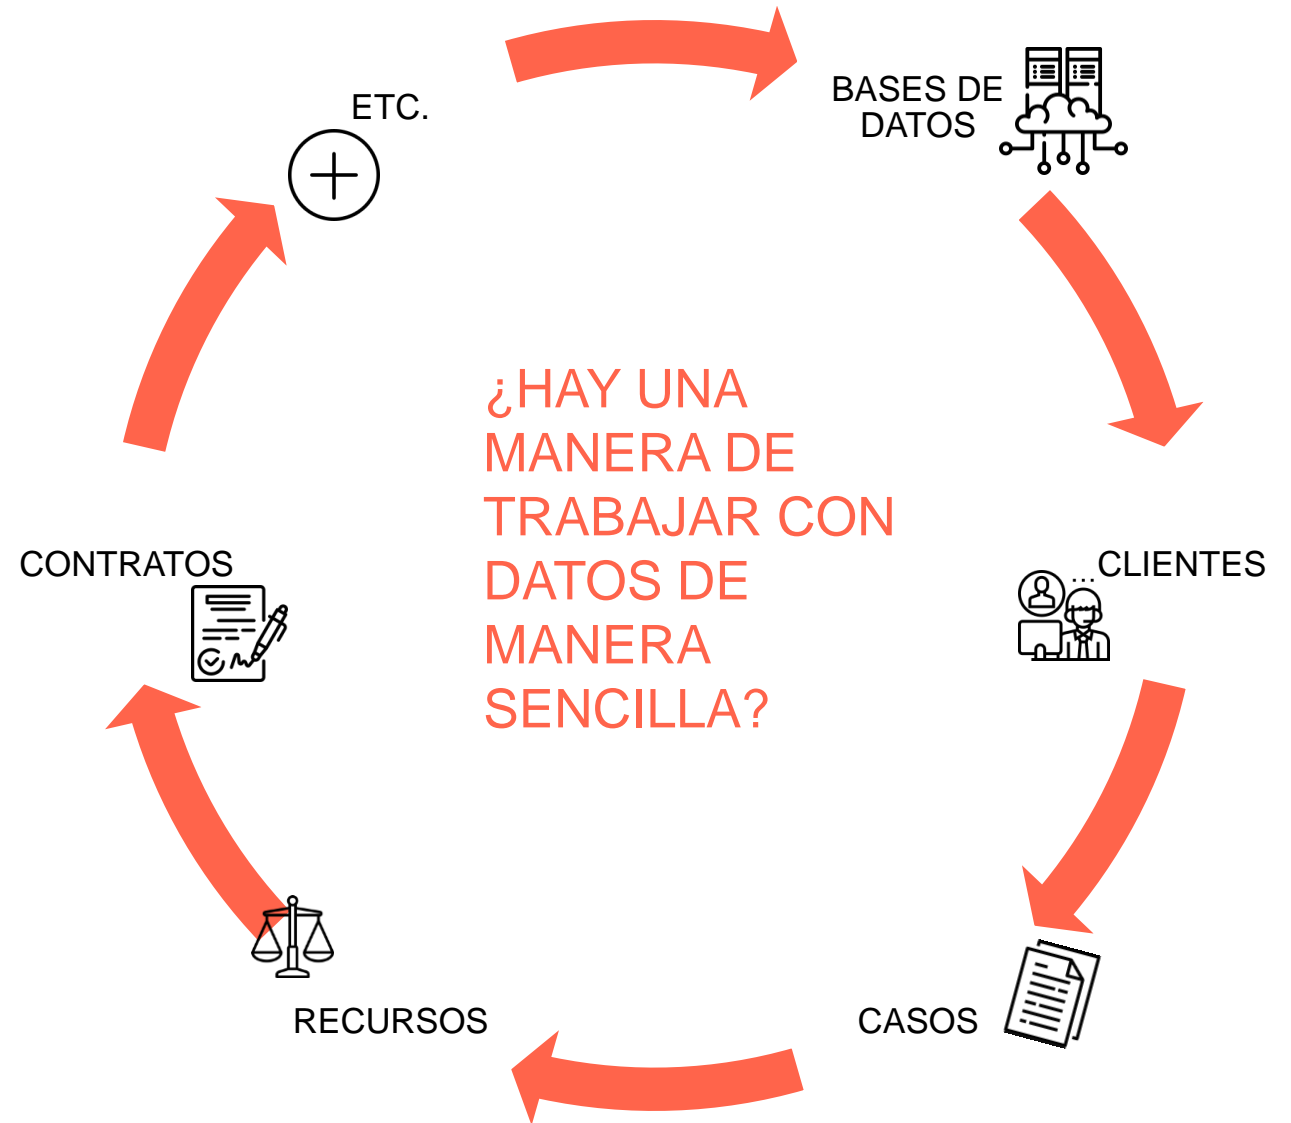 ETC.
BASES DE
DATOS
¿HAY UNA
MANERA DE
TRABAJAR CON
DATOS DE
MANERA
SENCILLA?
CONTRATOS
CLIENTES
RECURSOS
CASOS